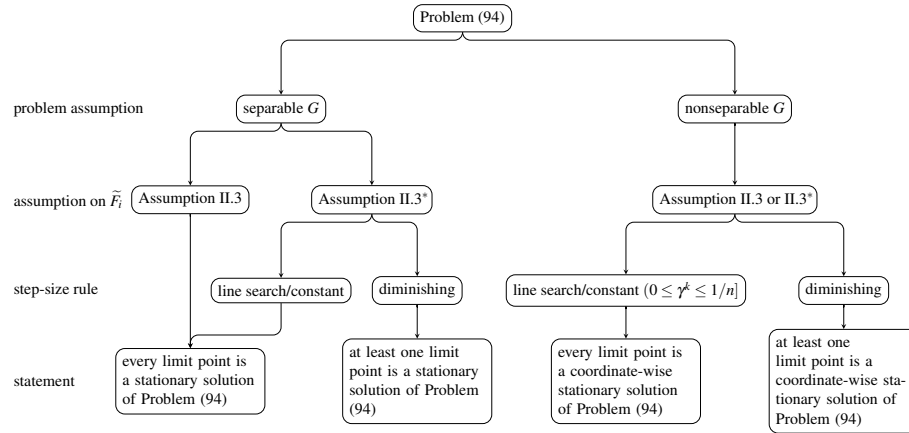 Problem (94)
problem assumption
separable G
nonseparable G
assumption on F̃ᵢ
Assumption II.3
Assumption II.3*
Assumption II.3 or II.3*
step-size rule
line search/constant
diminishing
line search/constant (0 ≤ γᵏ ≤ 1/n]
diminishing
statement
every limit point is
a stationary solution
of Problem (94)
at least one limit
point is a stationary
solution of Problem
(94)
every limit point is
a coordinate-wise
stationary solution
of Problem (94)
at least one
limit point is a
coordinate-wise sta-
tionary solution of
Problem (94)